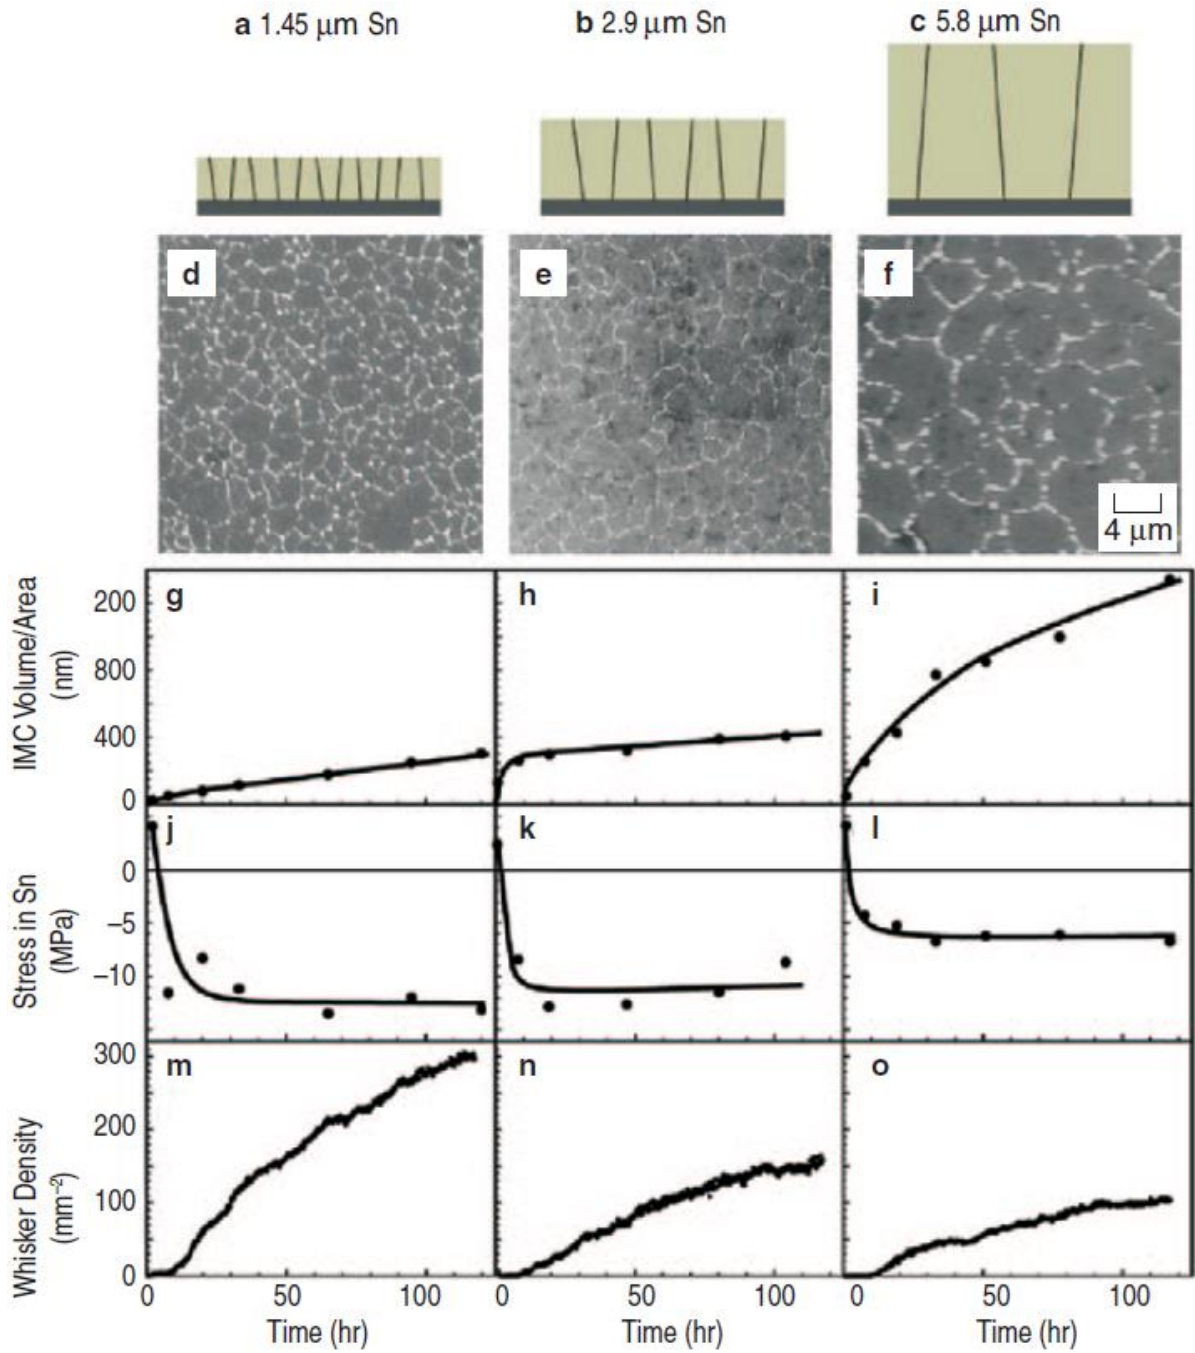 a 1.45 μm Sn
b 2.9 μm Sn
c 5.8 μm Sn
d
e
f
4 μm
IMC Volume/Area
(nm)
200
800
400
0
g
h
i
Stress in Sn
(MPa)
0
–5
–10
j
k
l
Whisker Density
(mm⁻²)
300
200
100
0
m
n
o
0
100
0
100
0
50
100
Time (hr)
Time (hr)
Time (hr)